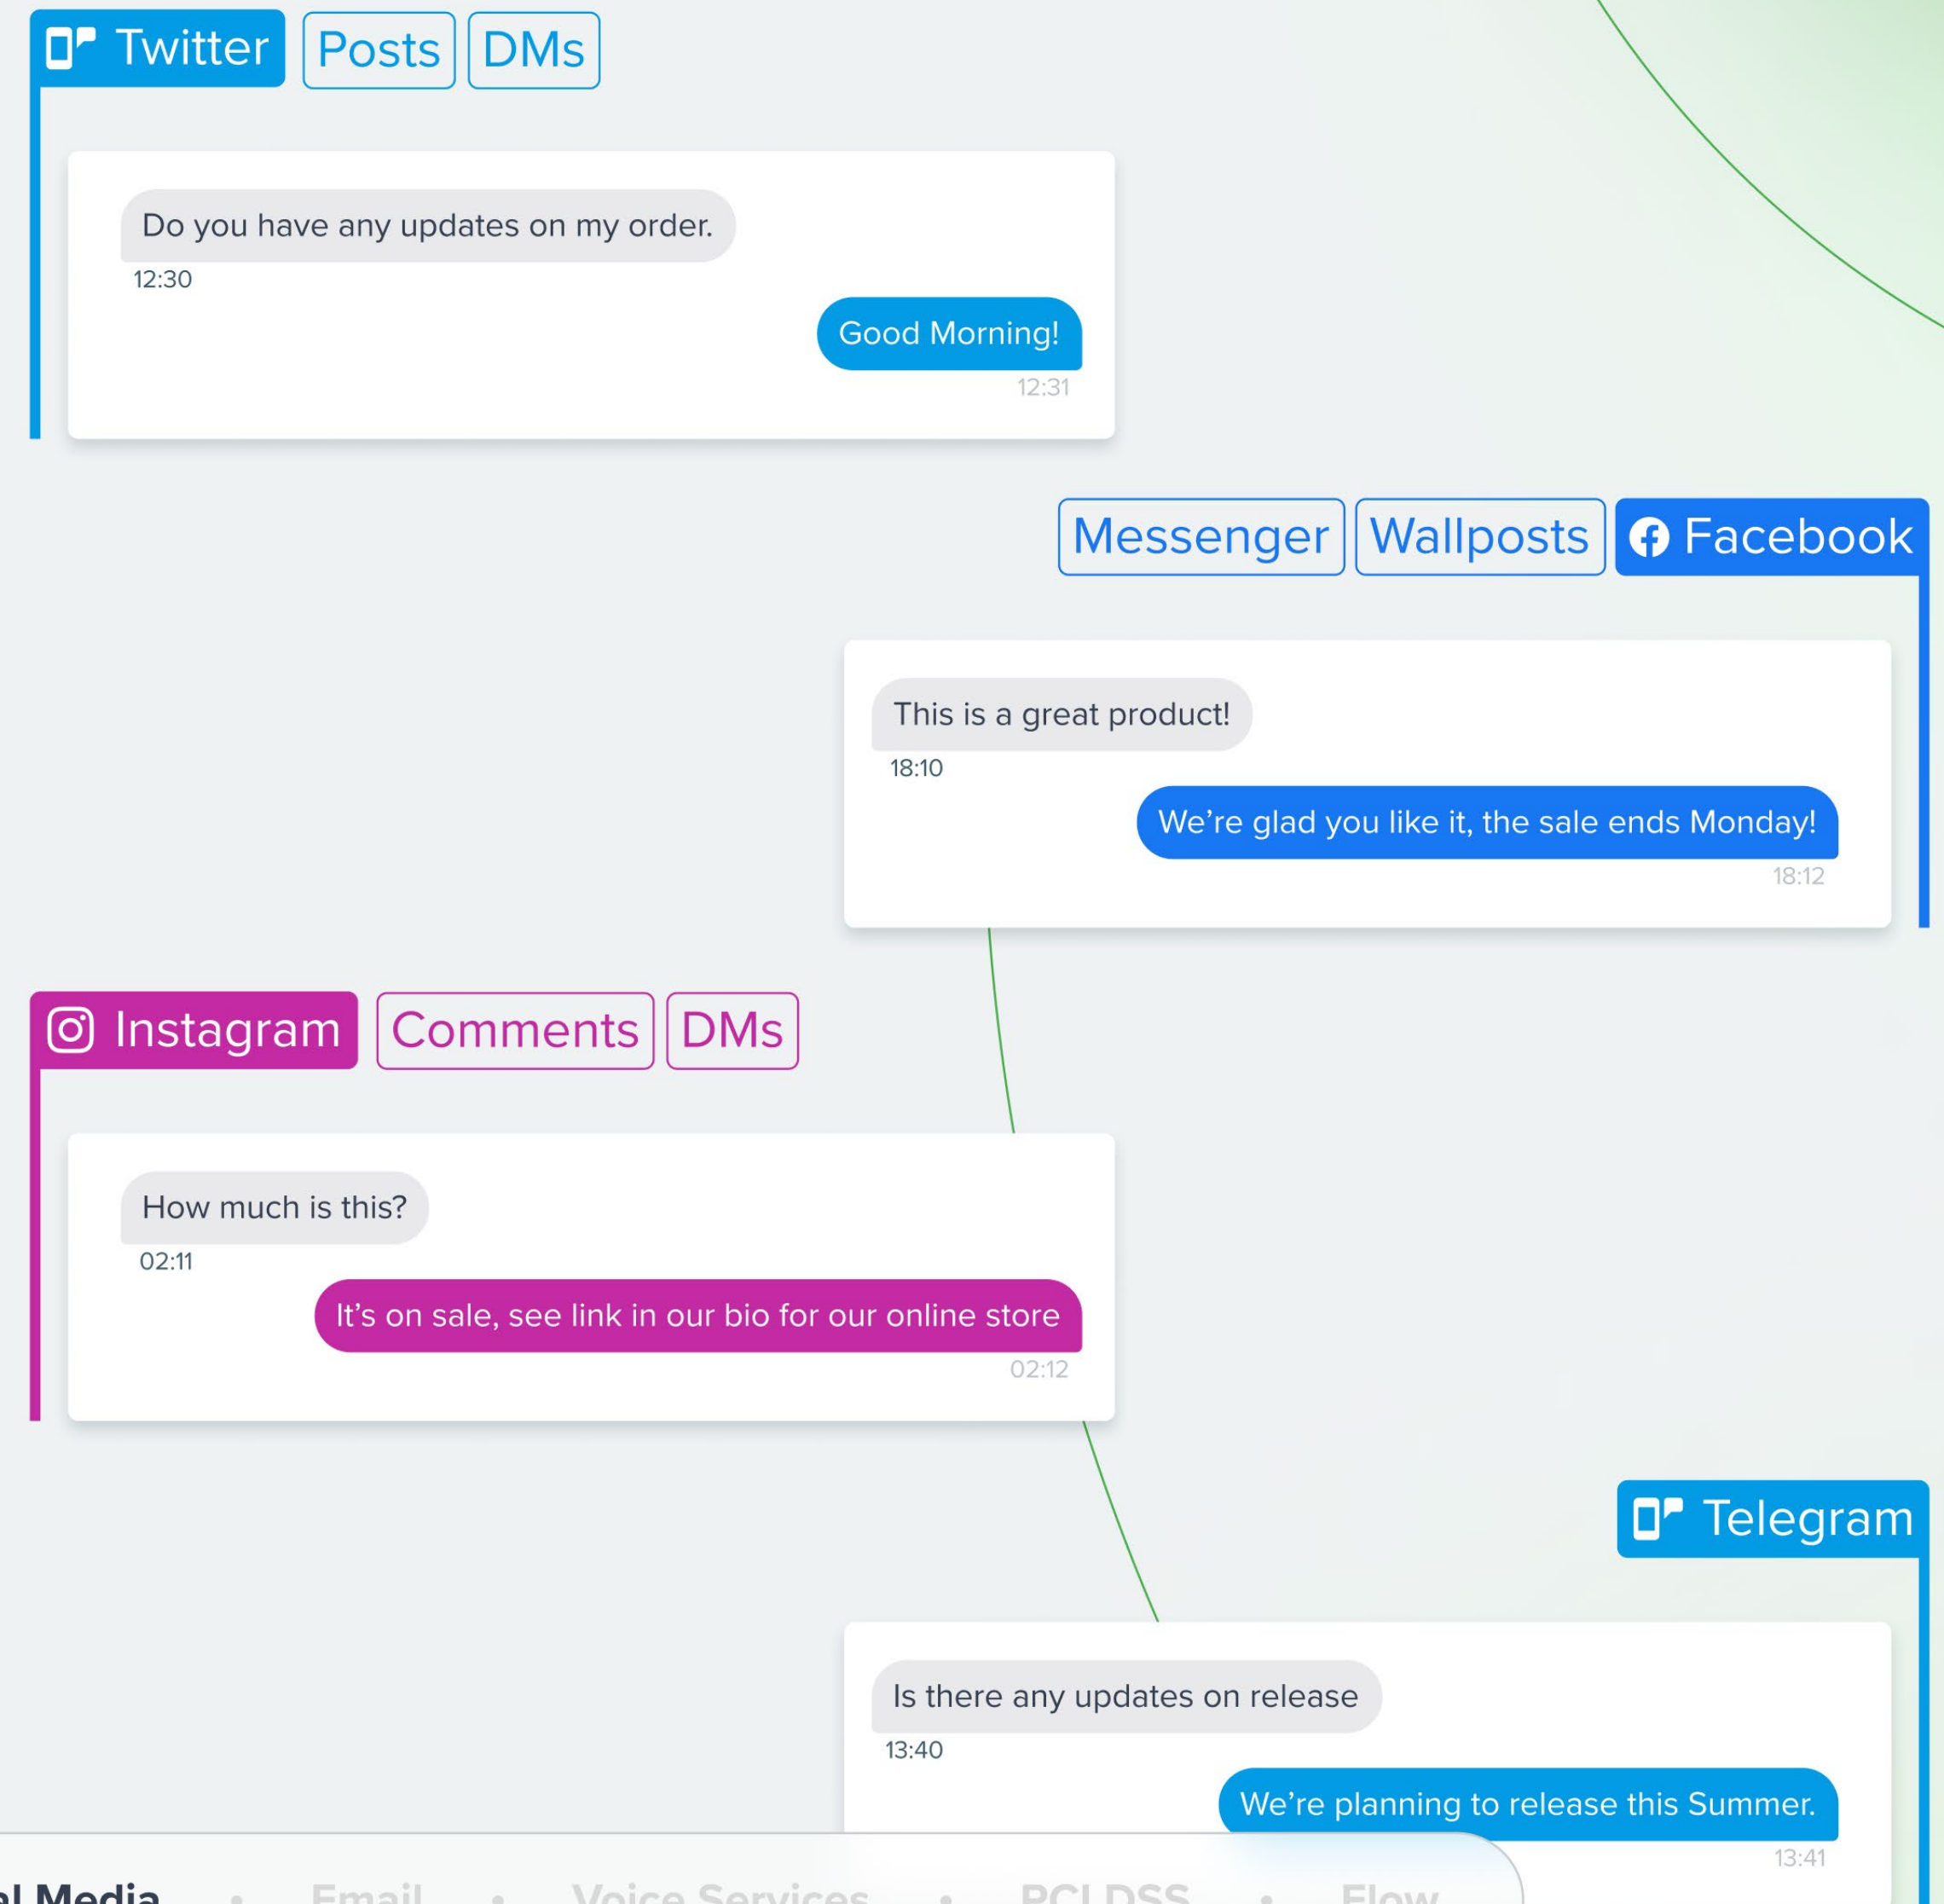 Twitter Posts DMs
Do you have any updates on my order.
12:30
Good Morning!
12:31
Messenger Wallposts Facebook
This is a great product!
18:10
We’re glad you like it, the sale ends Monday!
18:12
Instagram Comments DMs
How much is this?
02:11
It’s on sale, see link in our bio for our online store
02:12
Telegram
Is there any updates on release
13:40
We’re planning to release this Summer.
13:41
al Media • Email • Voice Services • PCI DSS • Flow